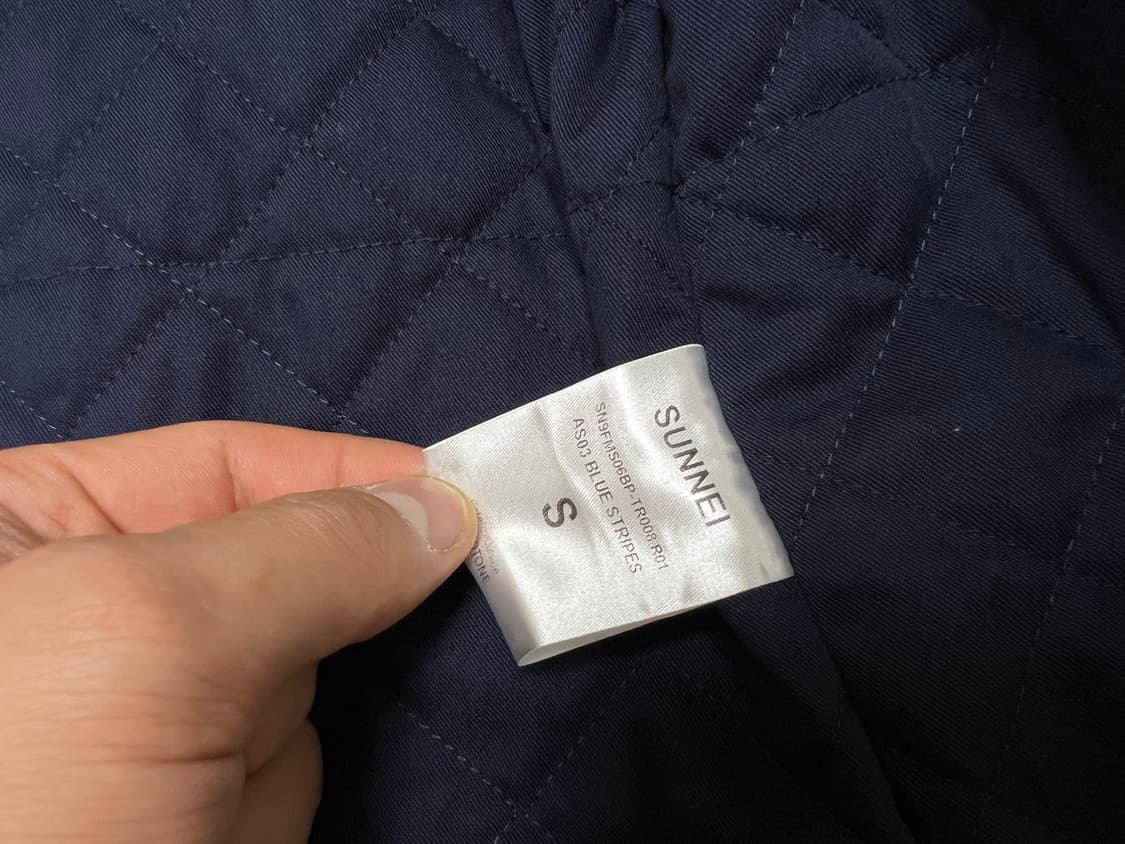 SUNNEI
SN9FMS06BP-TR008 R01
AS03 BLUE STRIPES
S